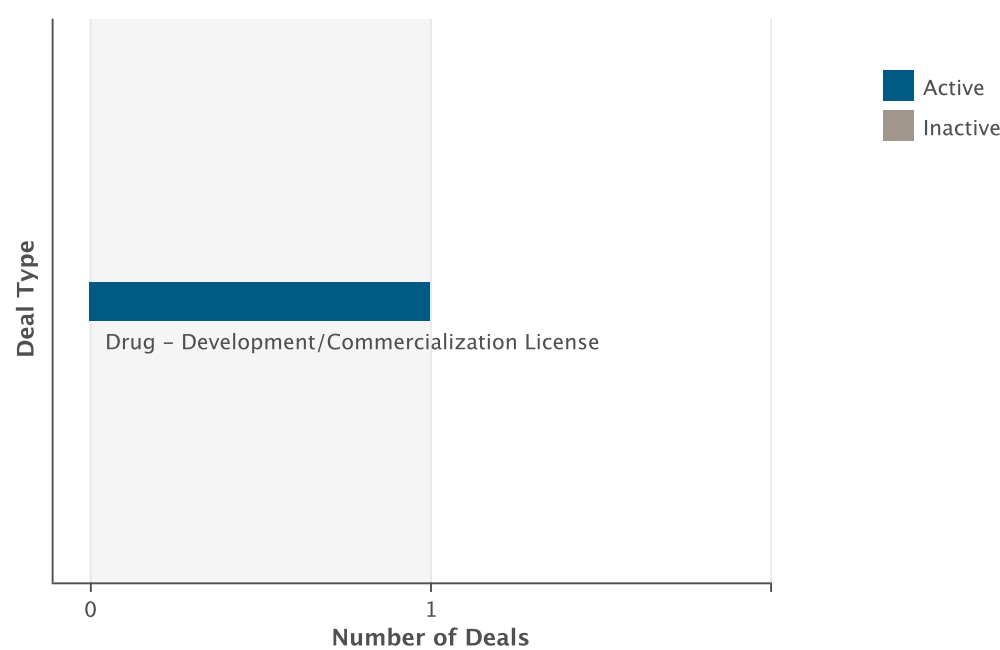 Active
Inactive
Deal Type
Drug – Development/Commercialization License
0
1
Number of Deals